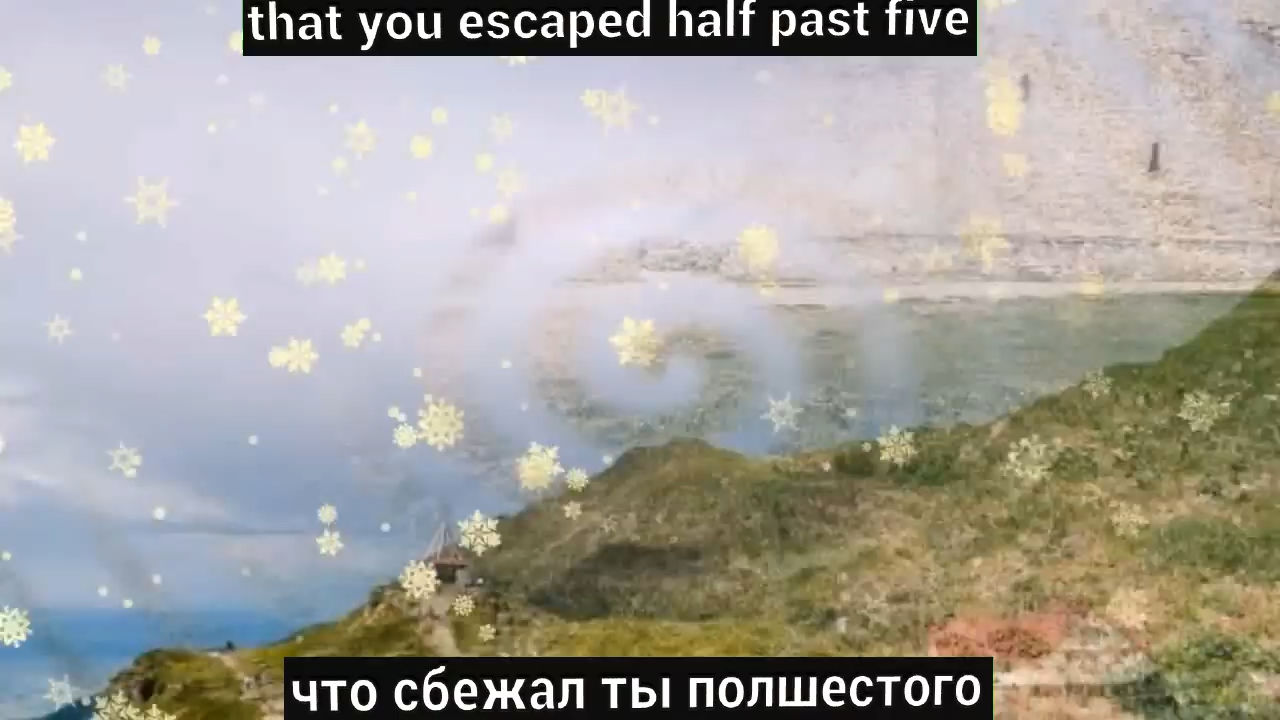 that you escaped half past five
что сбежал ты полшестого